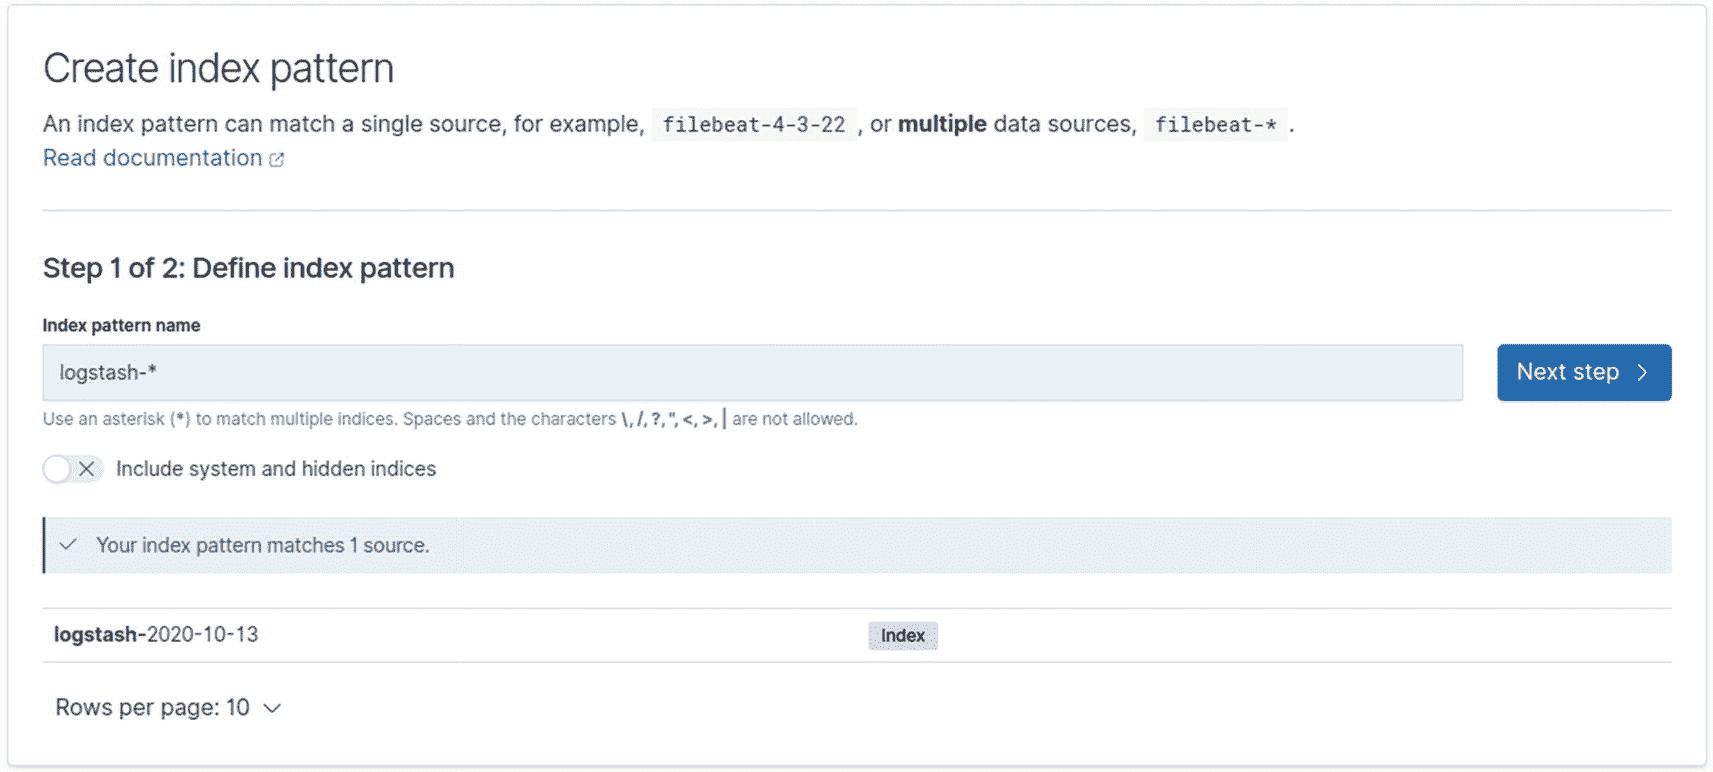 Create index pattern
An index pattern can match a single source, for example, filebeat-4-3-22 , or multiple data sources, filebeat-* .
Read documentation
Step 1 of 2: Define index pattern
Index pattern name
logstash-*
Next step
Use an asterisk (*) to match multiple indices. Spaces and the characters \, /, ?, ", <, >, | are not allowed.
Include system and hidden indices
Your index pattern matches 1 source.
logstash-2020-10-13 Index
Rows per page: 10